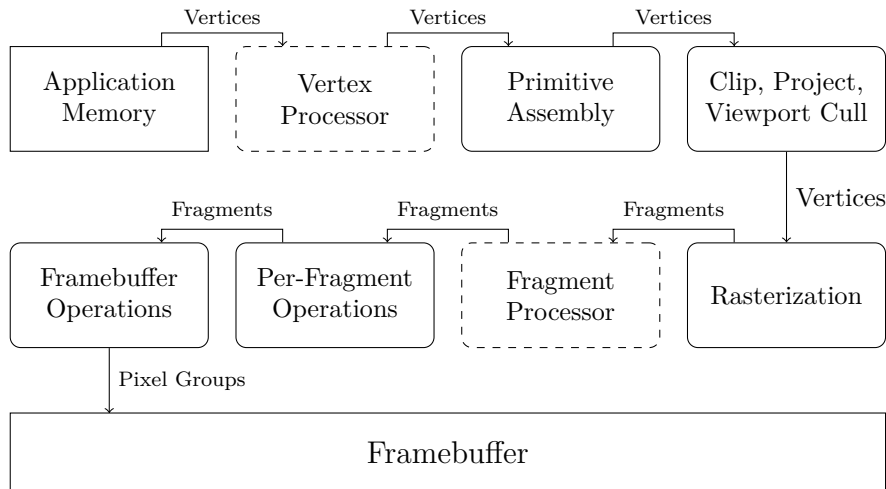 Vertices
Vertices
Vertices
Application
Memory
Vertex
Processor
Primitive
Assembly
Clip, Project,
Viewport Cull
Vertices
Fragments
Fragments
Fragments
Framebuffer
Operations
Per-Fragment
Operations
Fragment
Processor
Rasterization
Pixel Groups
Framebuffer